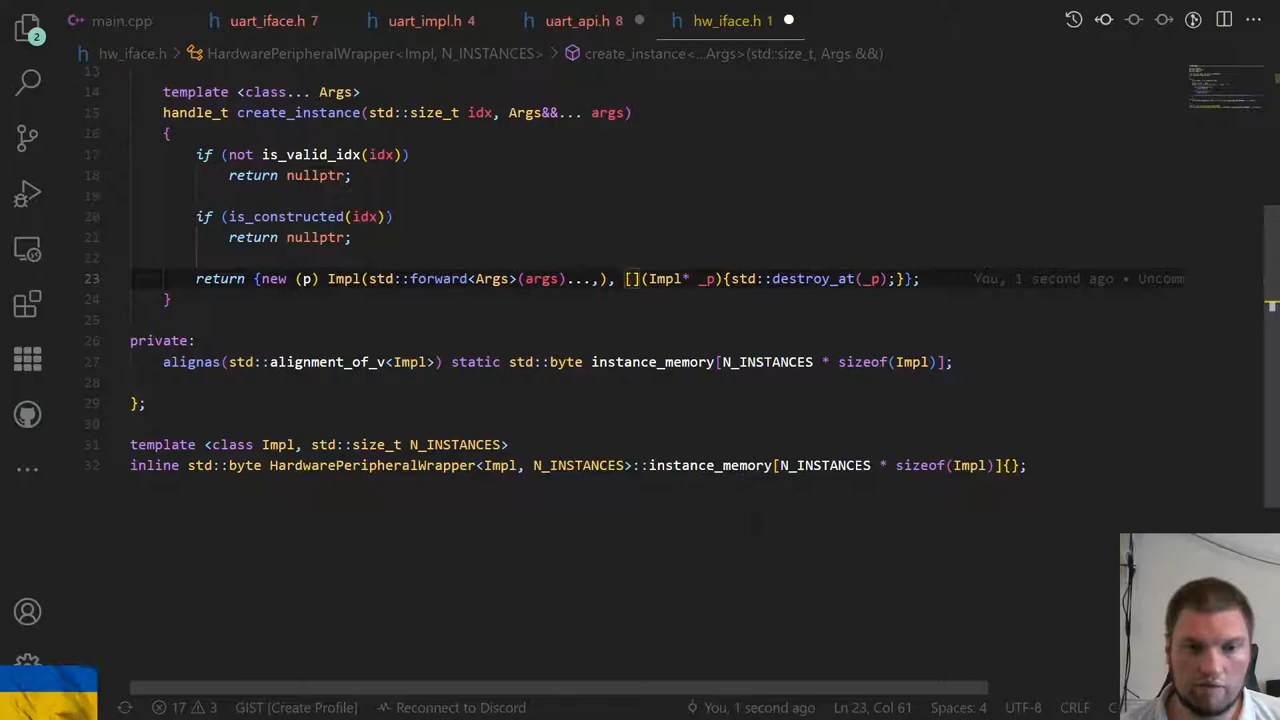 main.cpp uart_iface.h 7 uart_impl.h 4 uart_api.h 8 hw_iface.h 1
hw_iface.h > HardwarePeripheralWrapper<Impl, N_INSTANCES> > create_instance<...Args>(std::size_t, Args &&)
2
13
14 template <class... Args>
15 handle_t create_instance(std::size_t idx, Args&&... args)
16 {
17 if (not is_valid_idx(idx))
18 return nullptr;
19
20 if (is_constructed(idx))
21 return nullptr;
22
23 return {new (p) Impl(std::forward<Args>(args)...,), [](Impl* _p){std::destroy_at(_p);}}; You, 1 second ago • Uncomm
24 }
25
26 private:
27 alignas(std::alignment_of_v<Impl>) static std::byte instance_memory[N_INSTANCES * sizeof(Impl)];
28
29 };
30
31 template <class Impl, std::size_t N_INSTANCES>
32 inline std::byte HardwarePeripheralWrapper<Impl, N_INSTANCES>::instance_memory[N_INSTANCES * sizeof(Impl)]{};
17 3 GIST [Create Profile] Reconnect to Discord You, 1 second ago Ln 23, Col 61 Spaces: 4 UTF-8 CRLF C